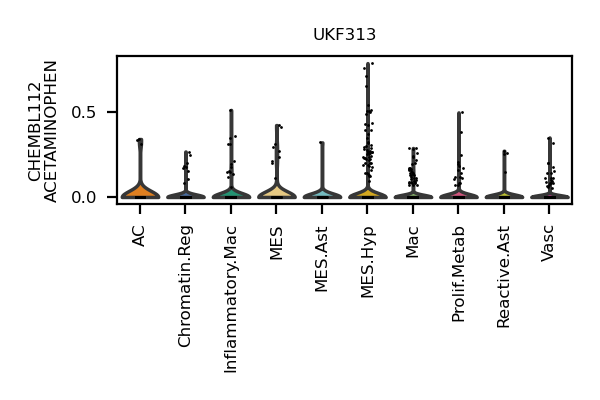 UKF313
CHEMBL112
ACETAMINOPHEN
0.5
0.0
AC
Chromatin.Reg
Inflammatory.Mac
MES
MES.Ast
MES.Hyp
Mac
Prolif.Metab
Reactive.Ast
Vasc